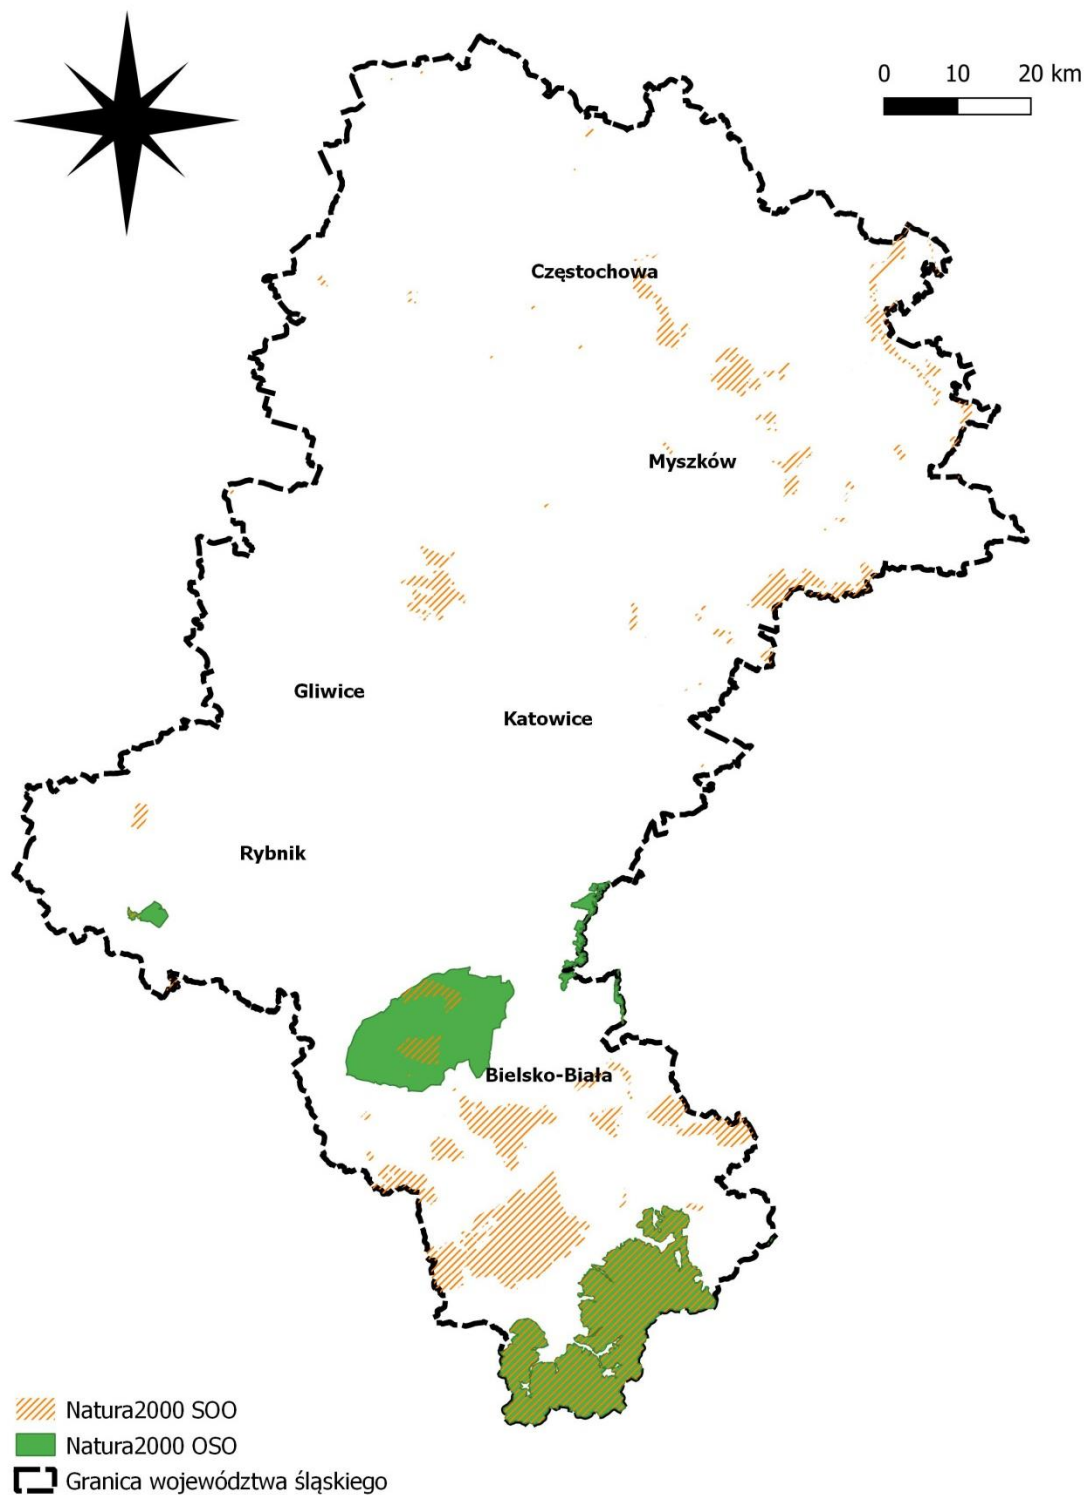 0 10 20 km
Częstochowa
Myszków
Gliwice
Katowice
Rybnik
Bielsko-Biała
Natura2000 SOO
Natura2000 OSO
Granica województwa śląskiego